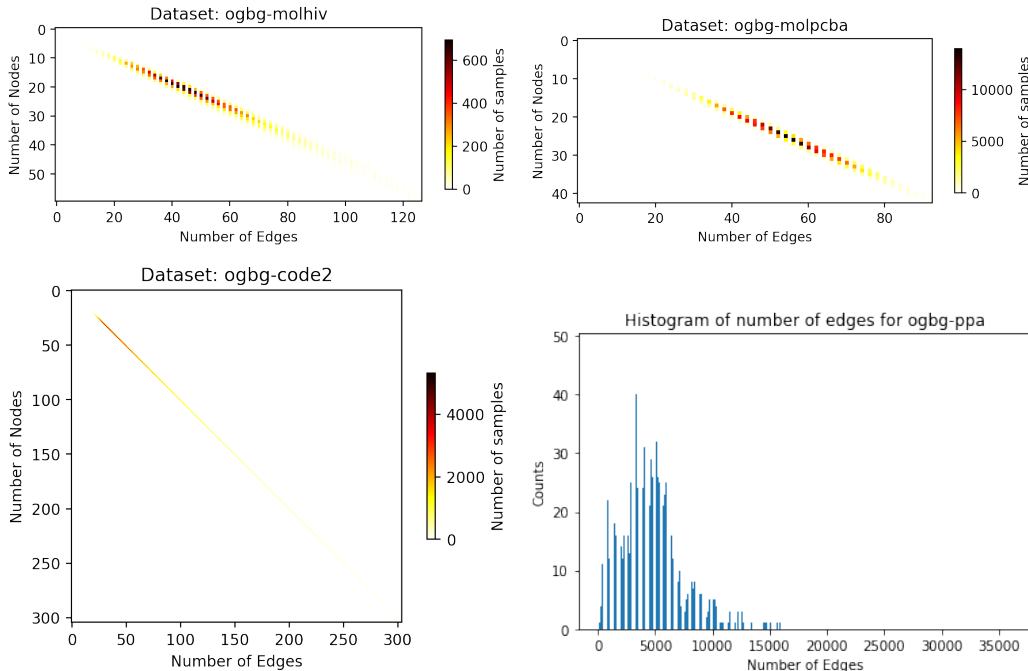 Dataset: ogbg-molhiv
0
10
20
30
40
50
0 20 40 60 80 100 120
Number of Nodes
Number of Edges
600
400
200
0
Number of samples
Dataset: ogbg-molpcba
0
10
20
30
40
0 20 40 60 80
Number of Nodes
Number of Edges
10000
5000
0
Number of samples
Dataset: ogbg-code2
0
50
100
150
200
250
300
0 50 100 150 200 250 300
Number of Nodes
Number of Edges
4000
2000
0
Number of samples
Histogram of number of edges for ogbg-ppa
50
40
30
20
10
0
0 5000 10000 15000 20000 25000 30000 35000
Counts
Number of Edges